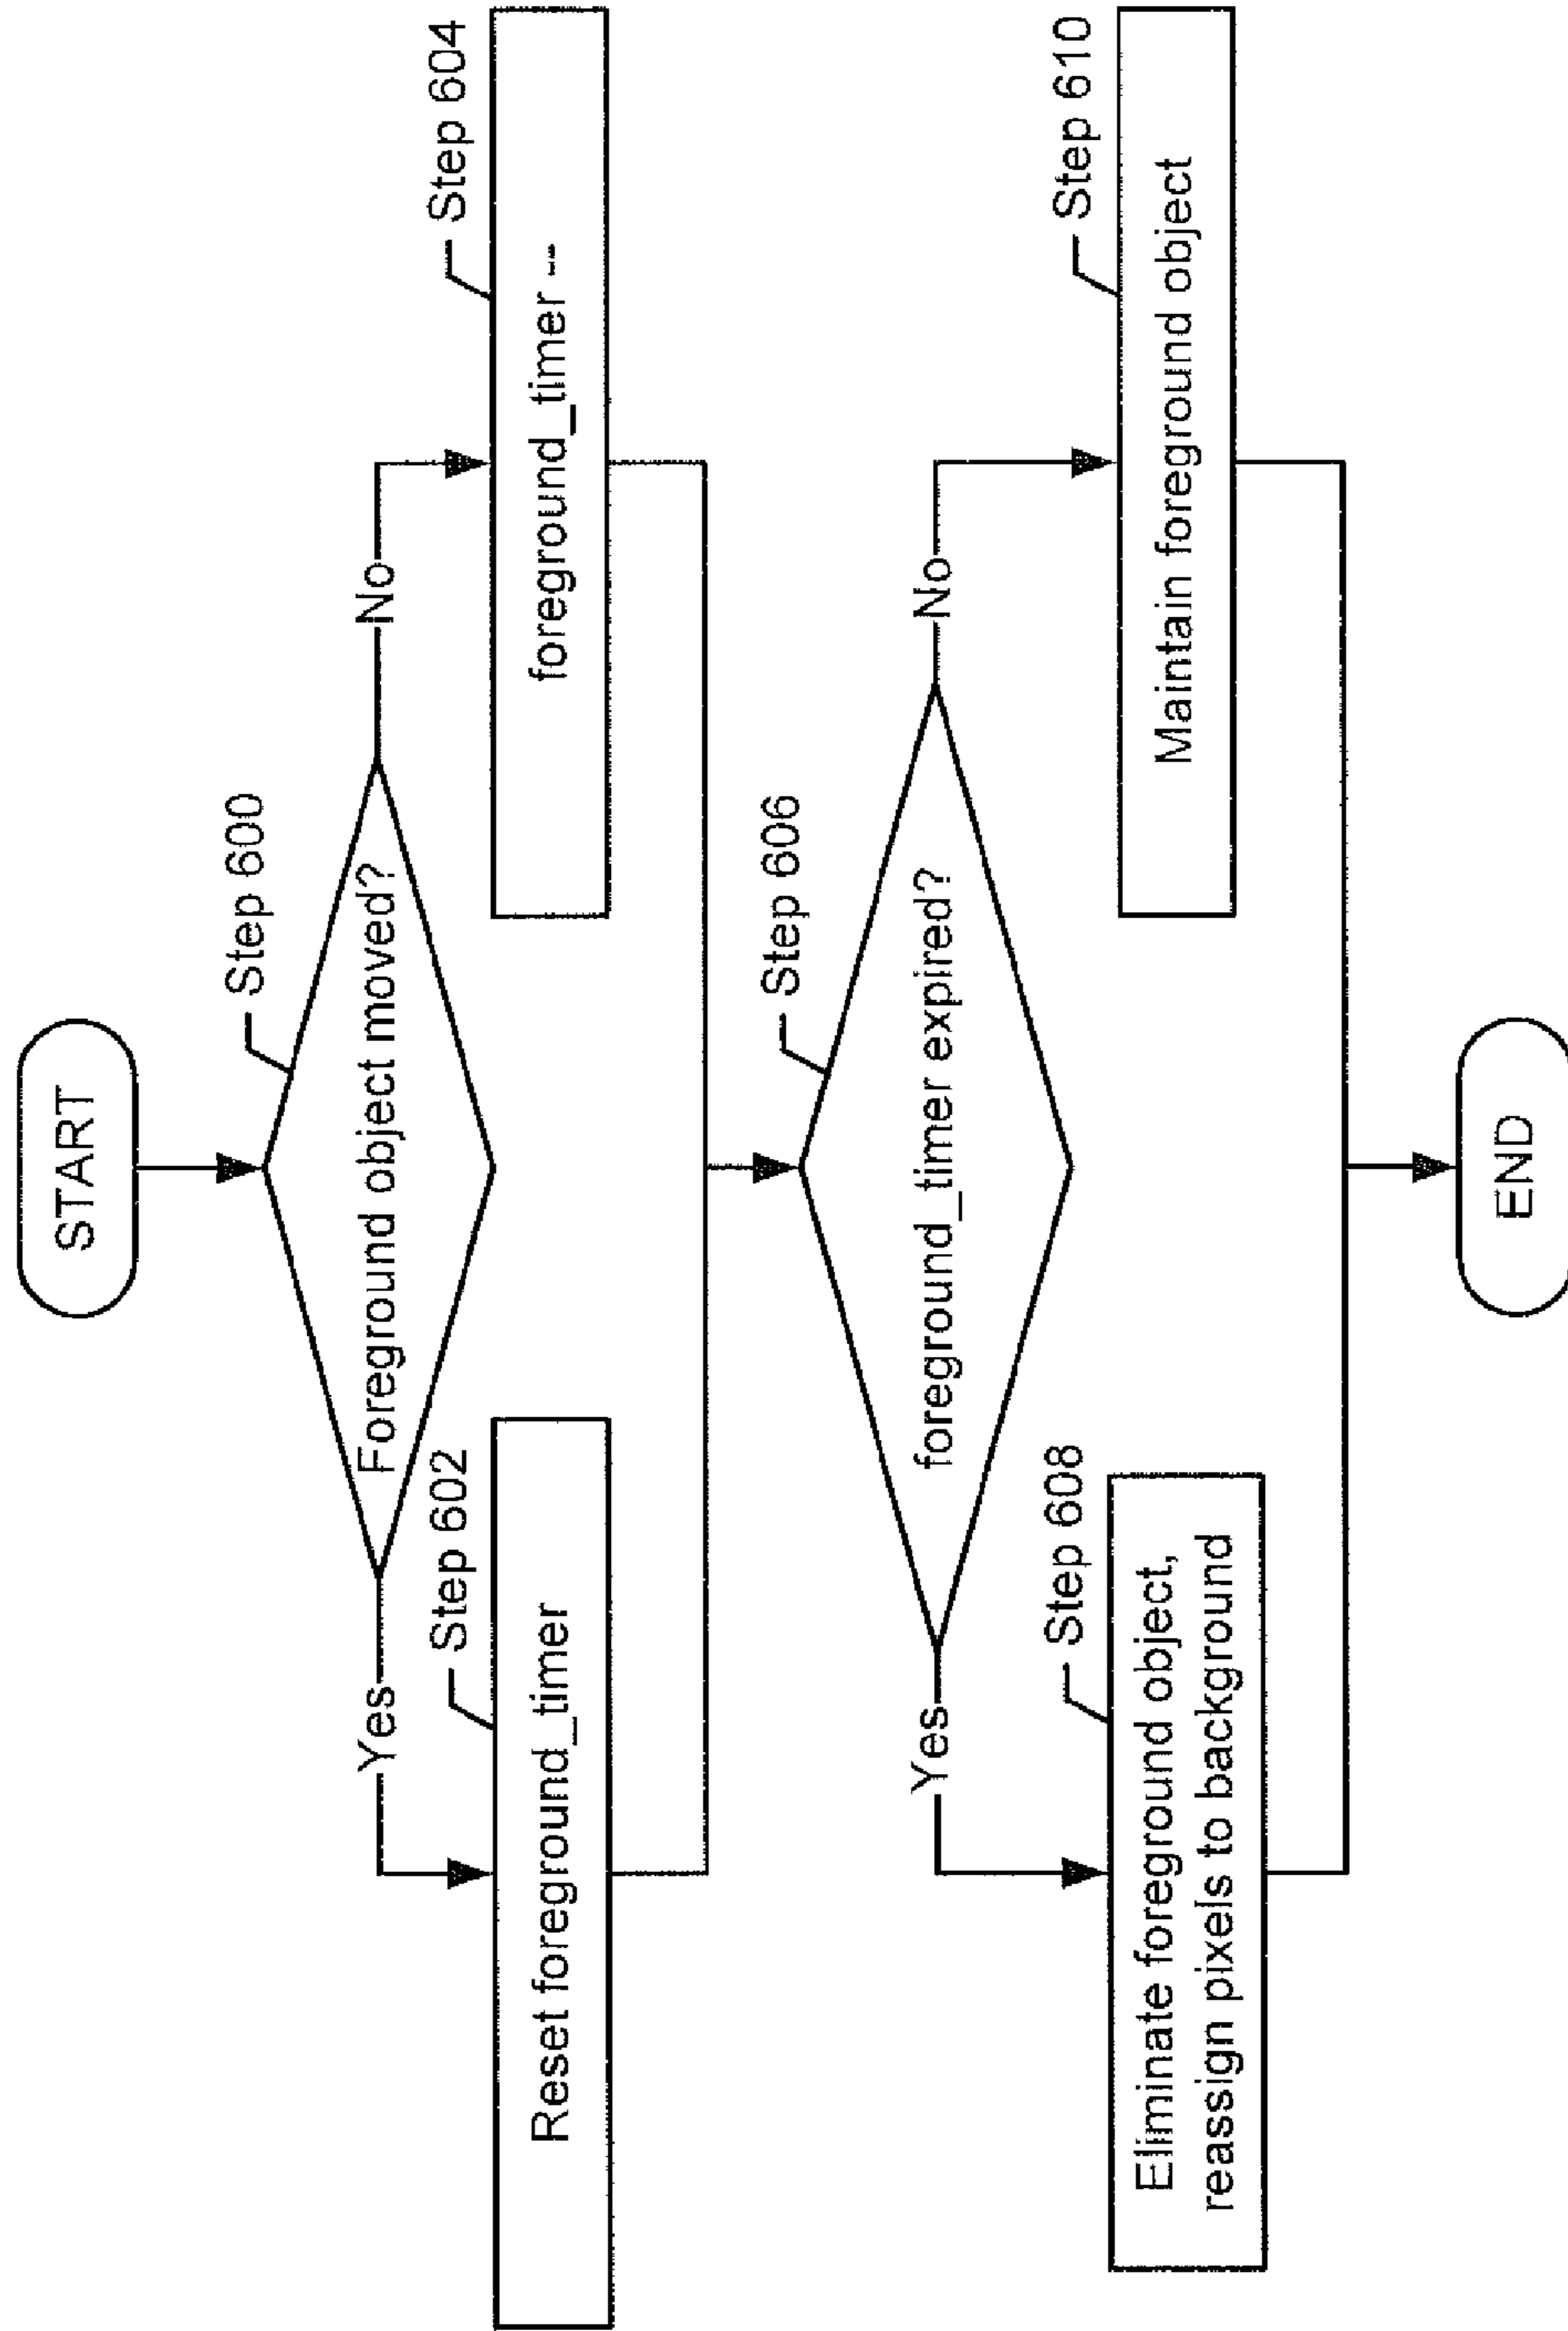 START
Step 600
Foreground object moved?
Yes
No
Step 602
Reset foreground_timer
Step 604
foreground_timer --
Step 606
foreground_timer expired?
Yes
No
Step 608
Eliminate foreground object,
reassign pixels to background
Step 610
Maintain foreground object
END